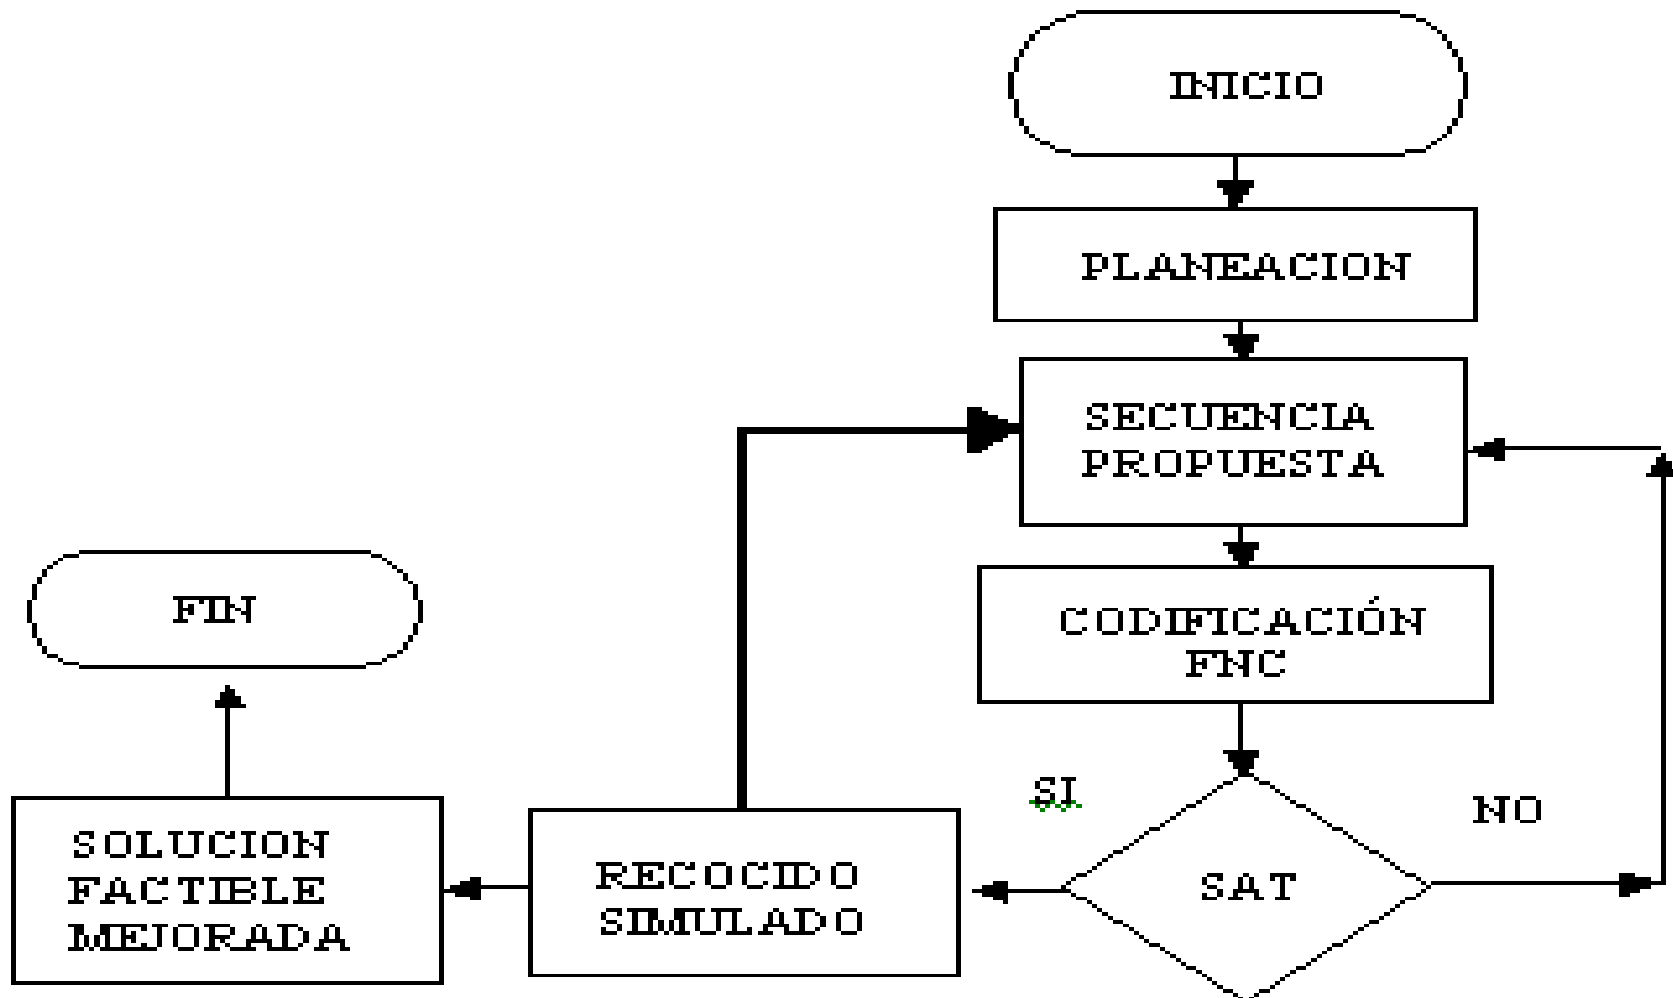 INICIO
PLANEACION
SECUENCIA
PROPUESTA
CODIFICACIÓN
FNC
SI
NO
SAT
RECOCIDO
SIMULADO
SOLUCION
FACTIBLE
MEJORADA
FIN